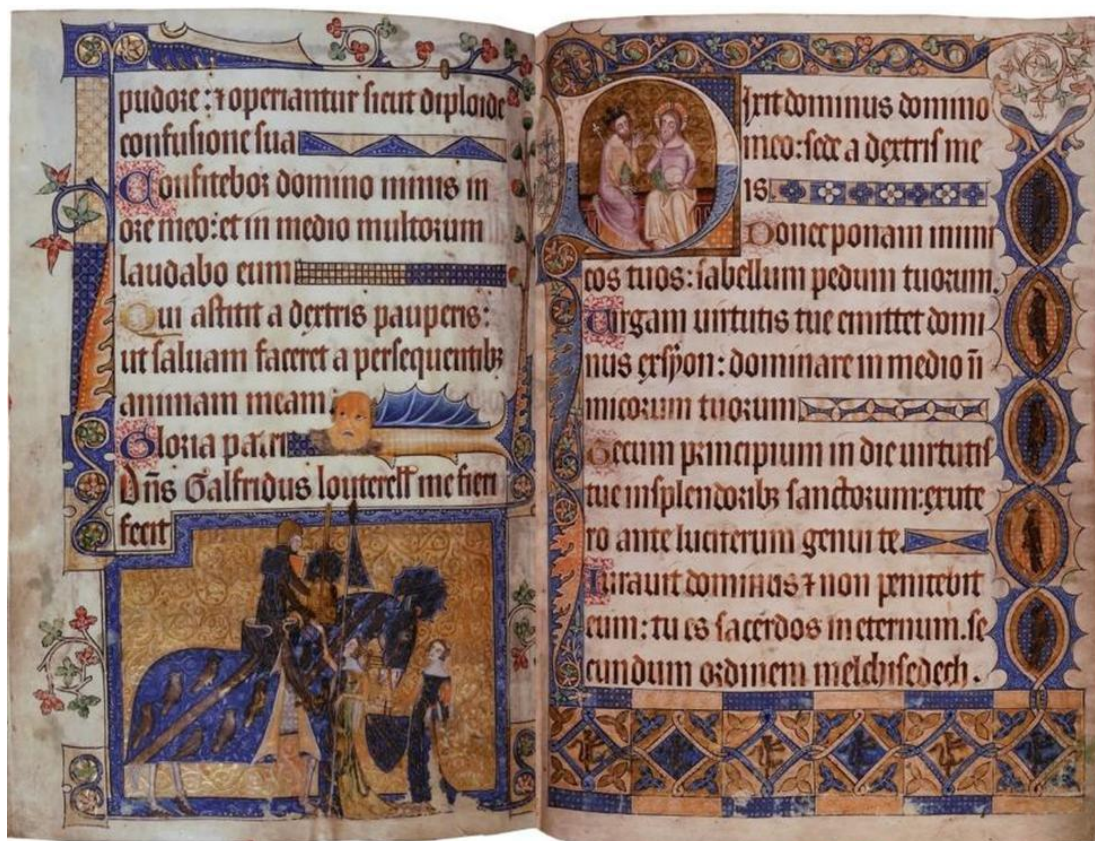 pudore: ⁊ operiantur sicut diploide
confusione sua
Confitebor domino nimis in
ore meo: et in medio multorum
laudabo eum
Qui astitit a dextris pauperis:
ut saluam faceret a persequentibꝫ
animam meam
Gloria patri
Dñs Galfridus louterell me fieri
fecit
Dixit dominus domino
meo: sede a dextris me
is
Donec ponam inimi
cos tuos: scabellum pedum tuorum.
Uirgam uirtutis tue emittet domi
nus ex syon: dominare in medio ini
micorum tuorum
Tecum principium in die uirtutis
tue in splendoribꝫ sanctorum: ex ute
ro ante luciferum genui te.
Iurauit dominus ⁊ non penitebit
eum: tu es sacerdos in eternum. se
cundum ordinem melchisedech.